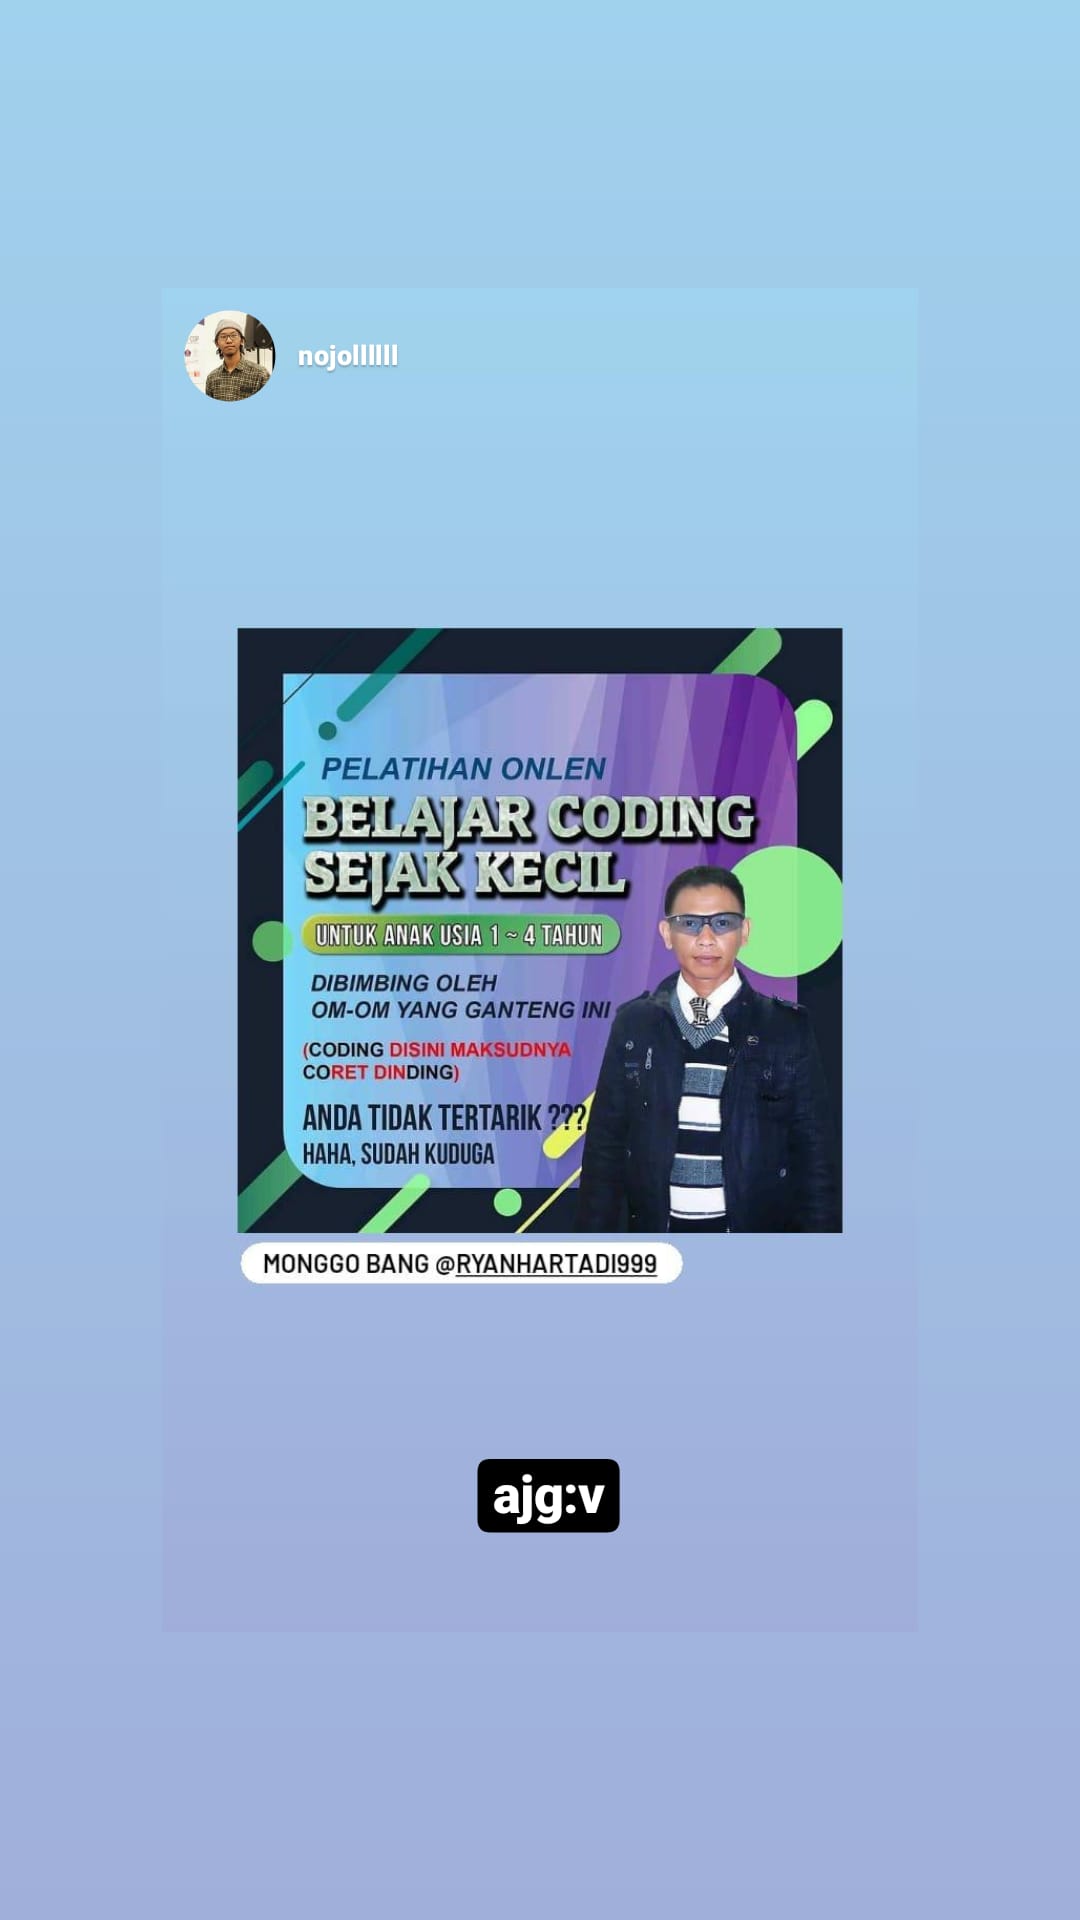 nojollllll
PELATIHAN ONLEN
BELAJAR CODING
SEJAK KECIL
UNTUK ANAK USIA 1 ~ 4 TAHUN
DIBIMBING OLEH
OM-OM YANG GANTENG INI
(CODING DISINI MAKSUDNYA
CORET DINDING)
ANDA TIDAK TERTARIK ???
HAHA, SUDAH KUDUGA
MONGGO BANG @RYANHARTADI999
ajg:v